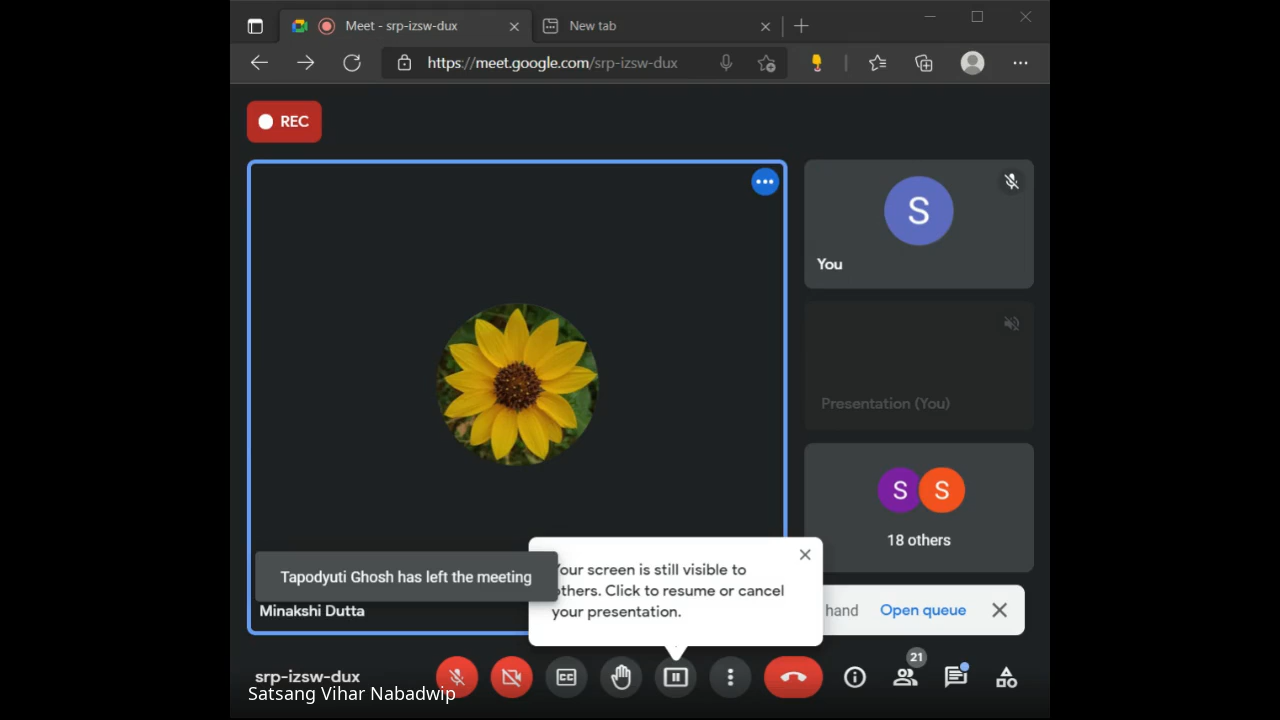 Meet - srp-izsw-dux
New tab
https://meet.google.com/srp-izsw-dux
REC
S
You
Presentation (You)
S S
18 others
Your screen is still visible to
others. Click to resume or cancel
your presentation.
Tapodyuti Ghosh has left the meeting
Minakshi Dutta
hand Open queue
21
srp-izsw-dux
CC
Satsang Vihar Nabadwip